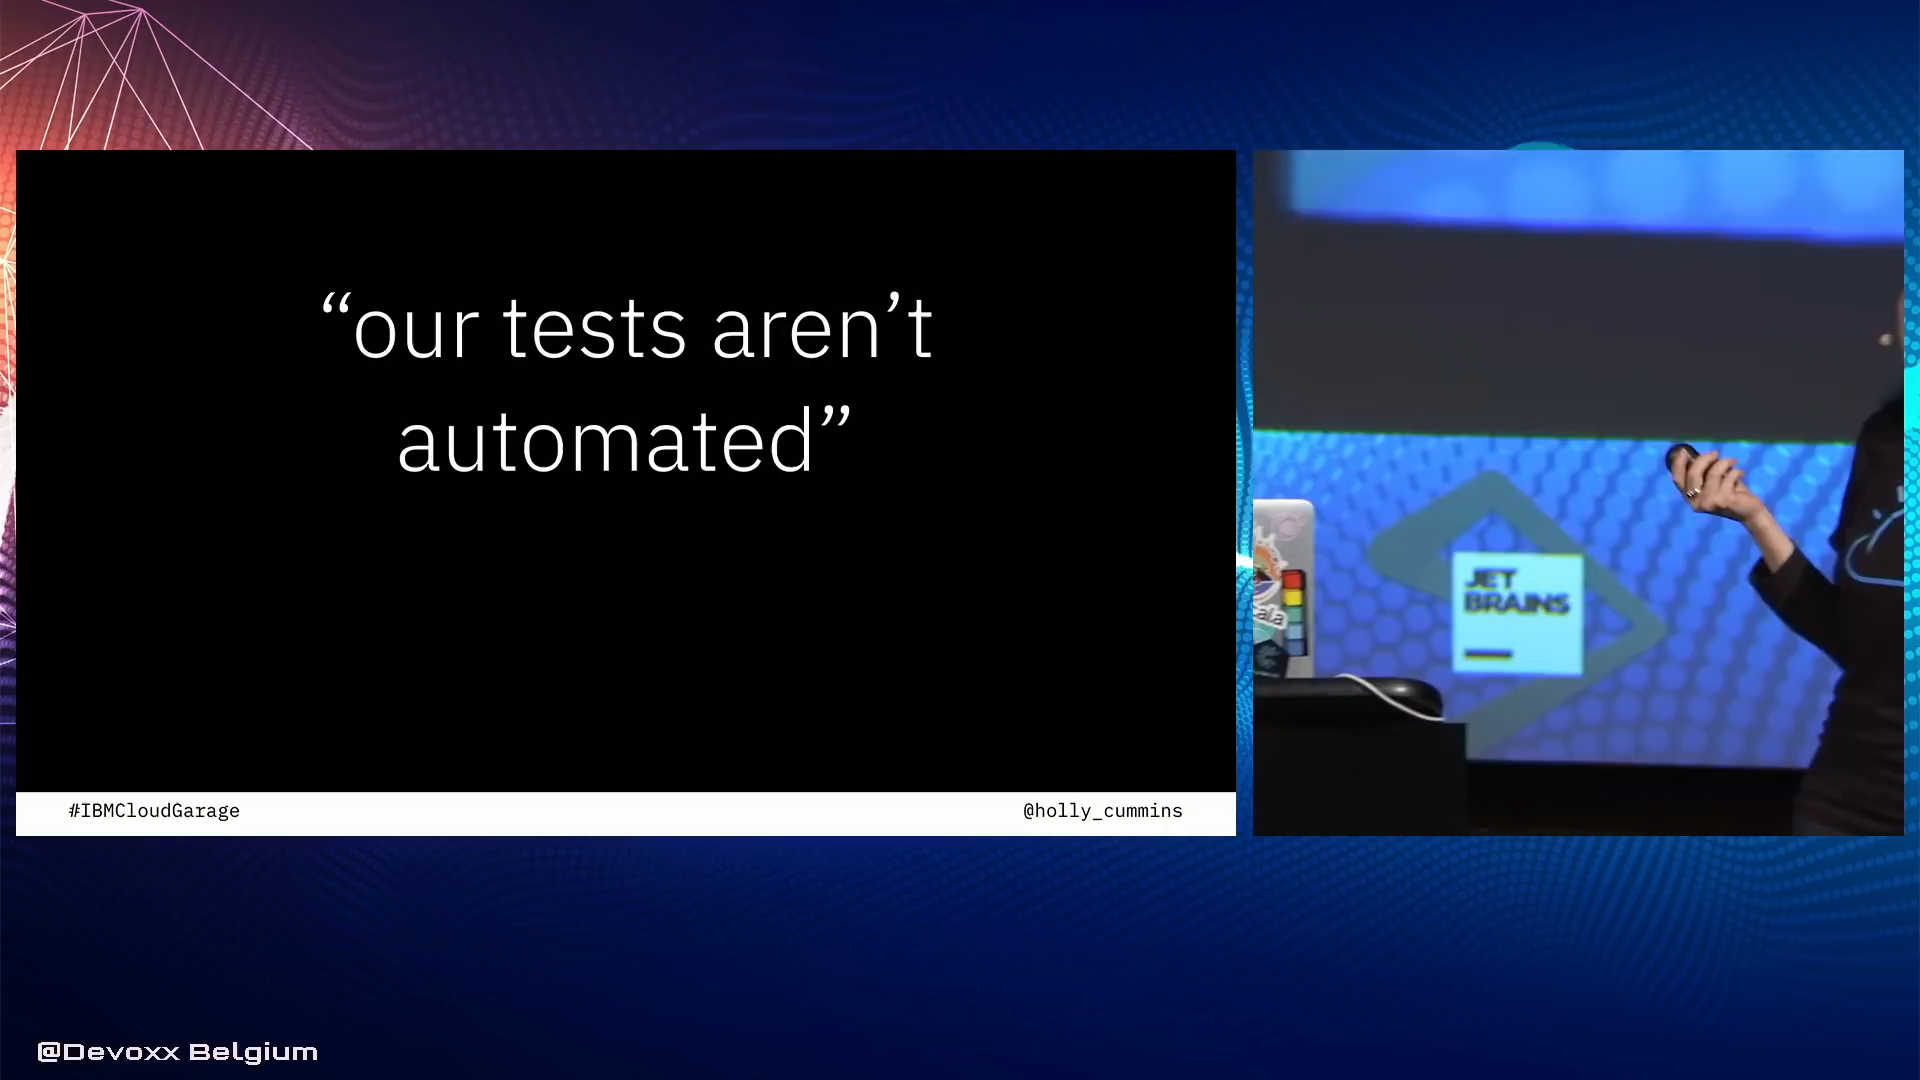 “our tests aren’t
automated”
#IBMCloudGarage
@holly_cummins
JET
BRAINS
@Devoxx Belgium